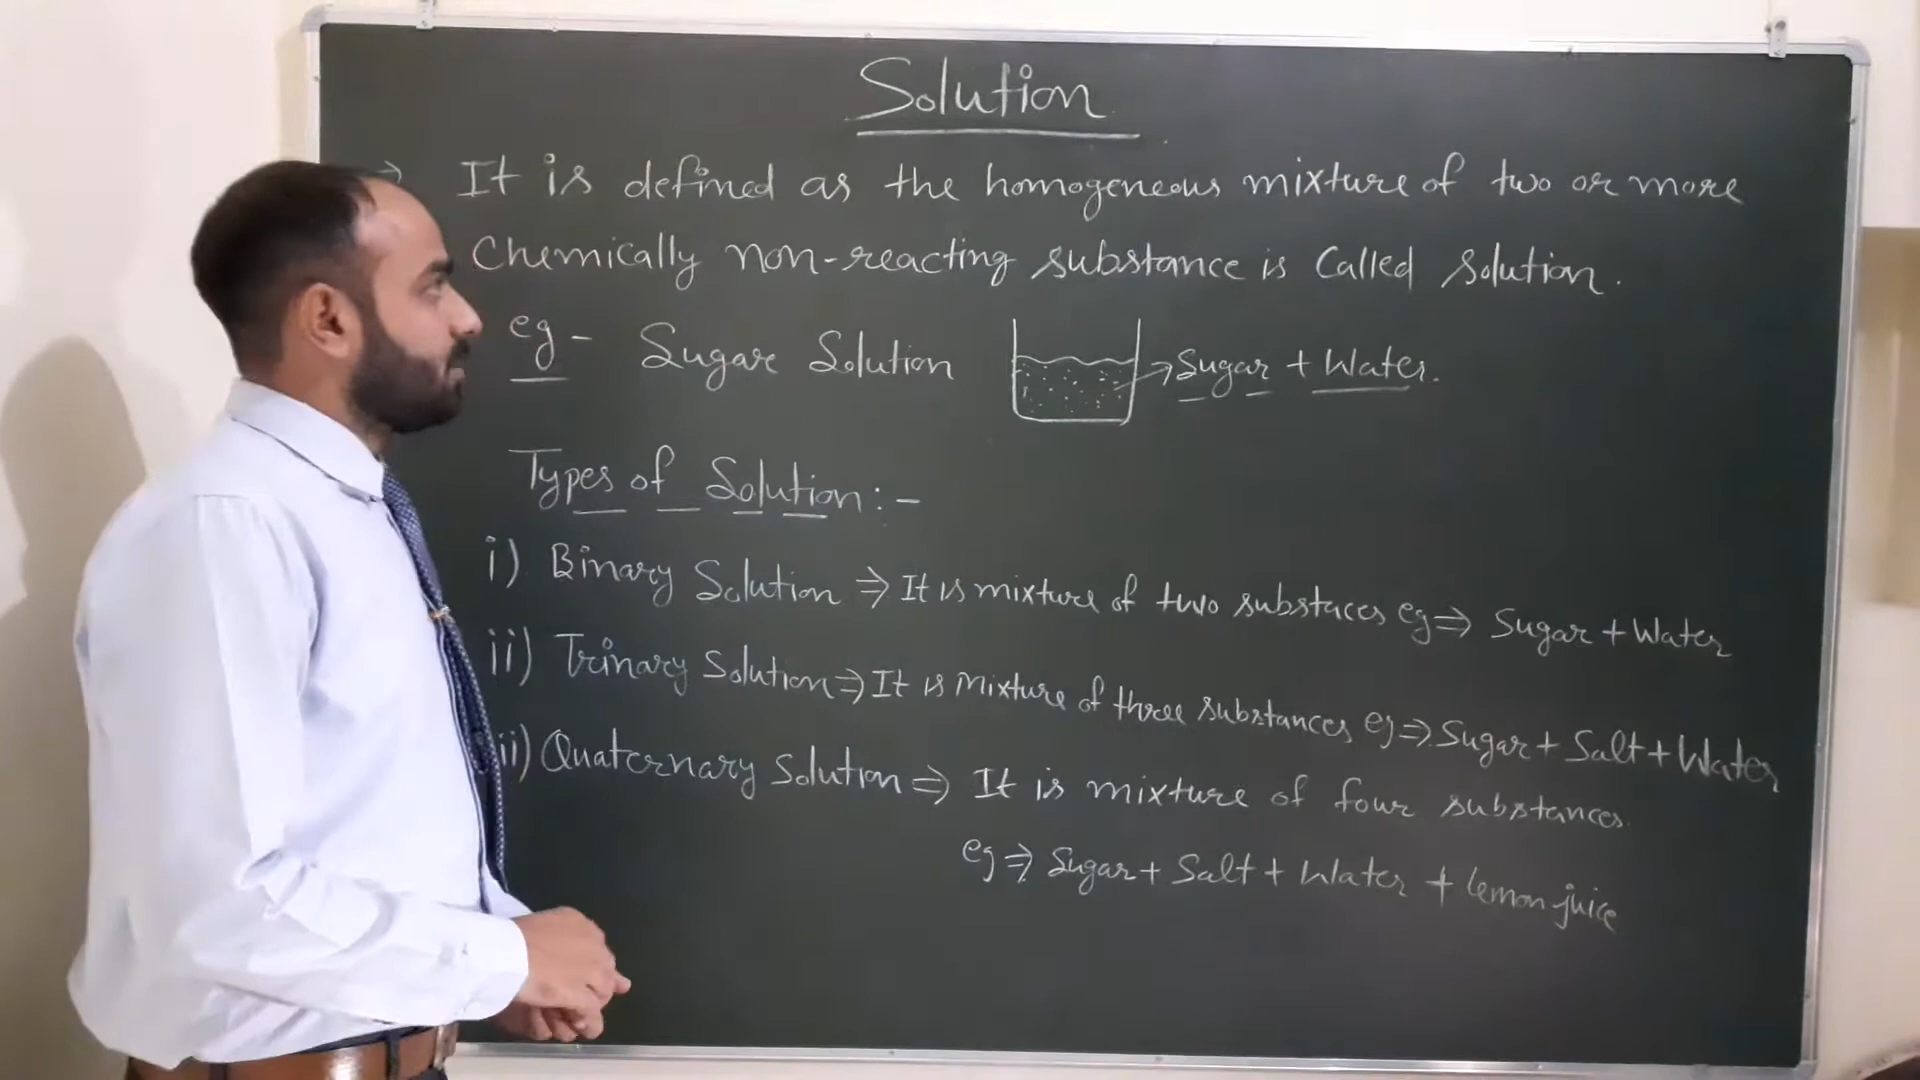 Solution
→ It is defined as the homogeneous mixture of two or more
Chemically non-reacting substance is Called Solution.
eg - Sugar Solution → Sugar + Water.
Types of Solution :-
i) Binary Solution ⇒ It is mixture of two substaces eg ⇒ Sugar + Water
ii) Trinary Solution ⇒ It is Mixture of three substances eg ⇒ Sugar + Salt + Water
ii) Quaternary Solution ⇒ It is mixture of four substances.
eg ⇒ Sugar + Salt + Water + lemon juice